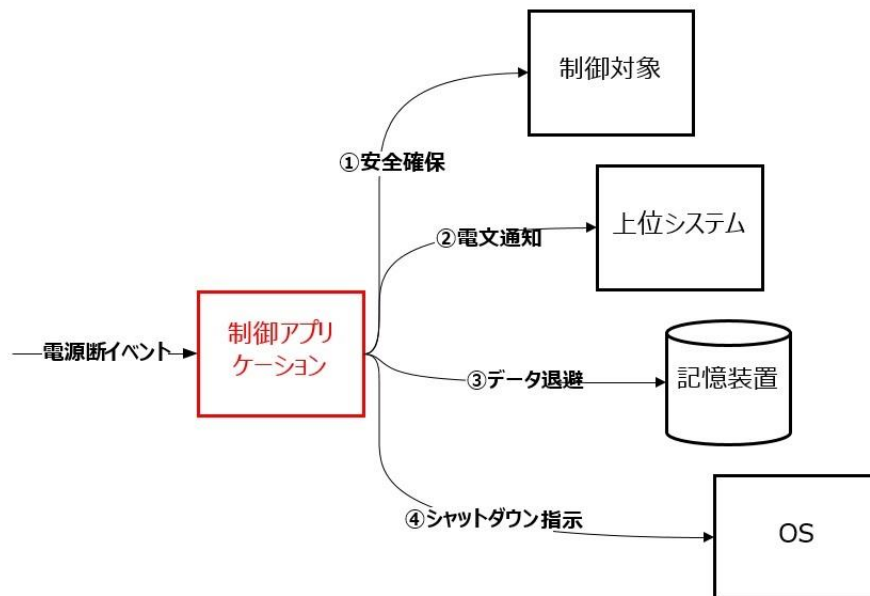 制御対象
①安全確保
②電文通知
上位システム
電源断イベント
制御アプリ
ケーション
③データ退避
記憶装置
④シャットダウン指示
OS